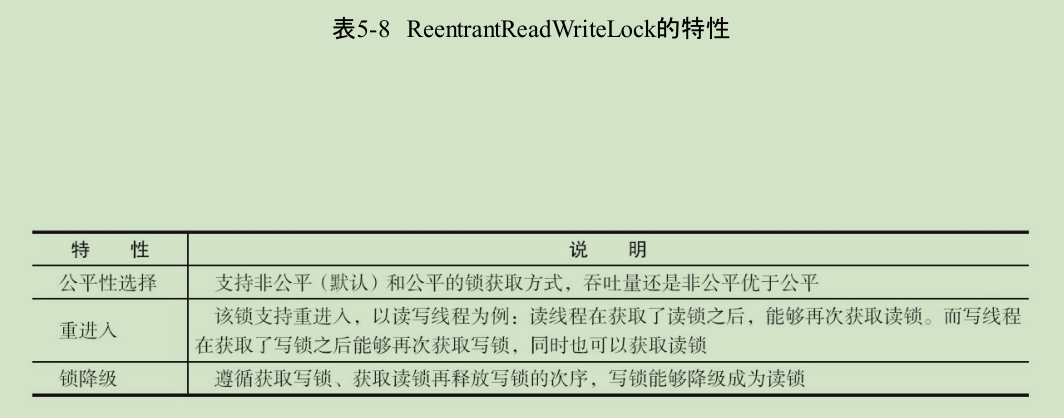 表5-8 ReentrantReadWriteLock的特性
特 性 说 明
公平性选择 支持非公平（默认）和公平的锁获取方式，吞吐量还是非公平优于公平
重进入 该锁支持重进入，以读写线程为例：读线程在获取了读锁之后，能够再次获取读锁。而写线程
在获取了写锁之后能够再次获取写锁，同时也可以获取读锁
锁降级 遵循获取写锁、获取读锁再释放写锁的次序，写锁能够降级成为读锁